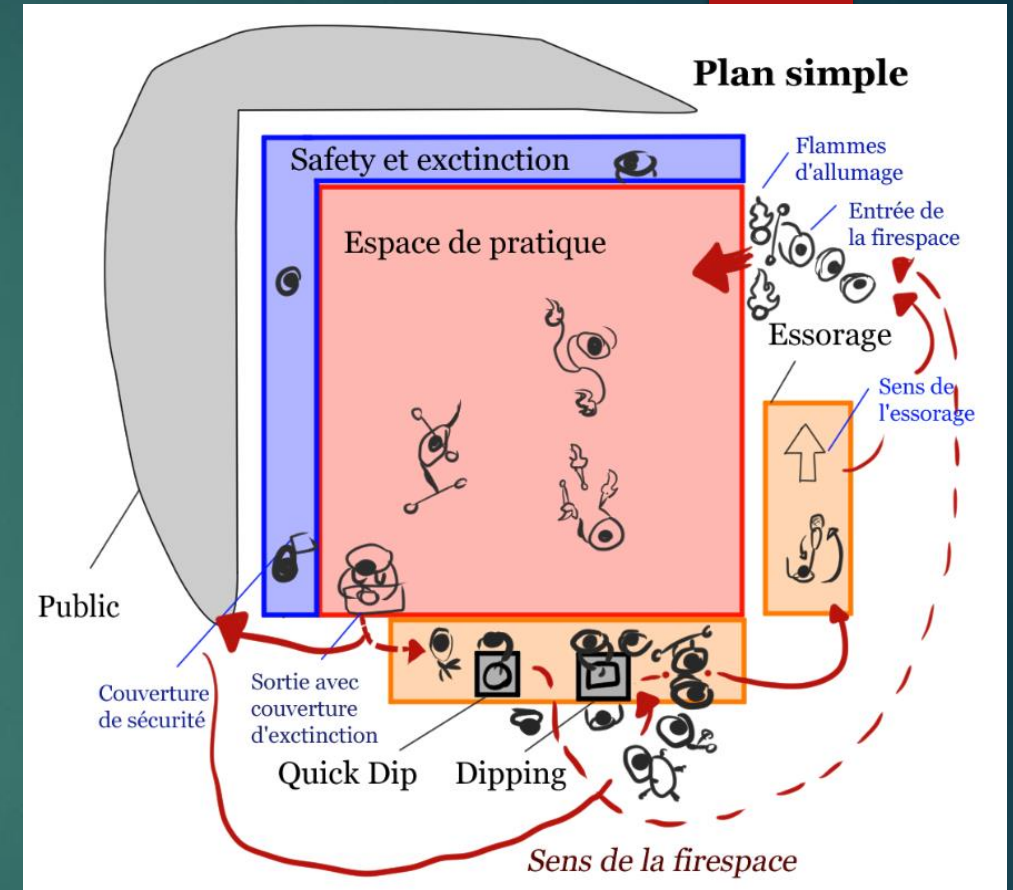 Plan simple
Safety et exctinction
Flammes
d'allumage
Entrée de
la firespace
Espace de pratique
Essorage
Sens de
l'essorage
Public
Couverture
de sécurité
Sortie avec
couverture
d'exctinction
Quick Dip
Dipping
Sens de la firespace